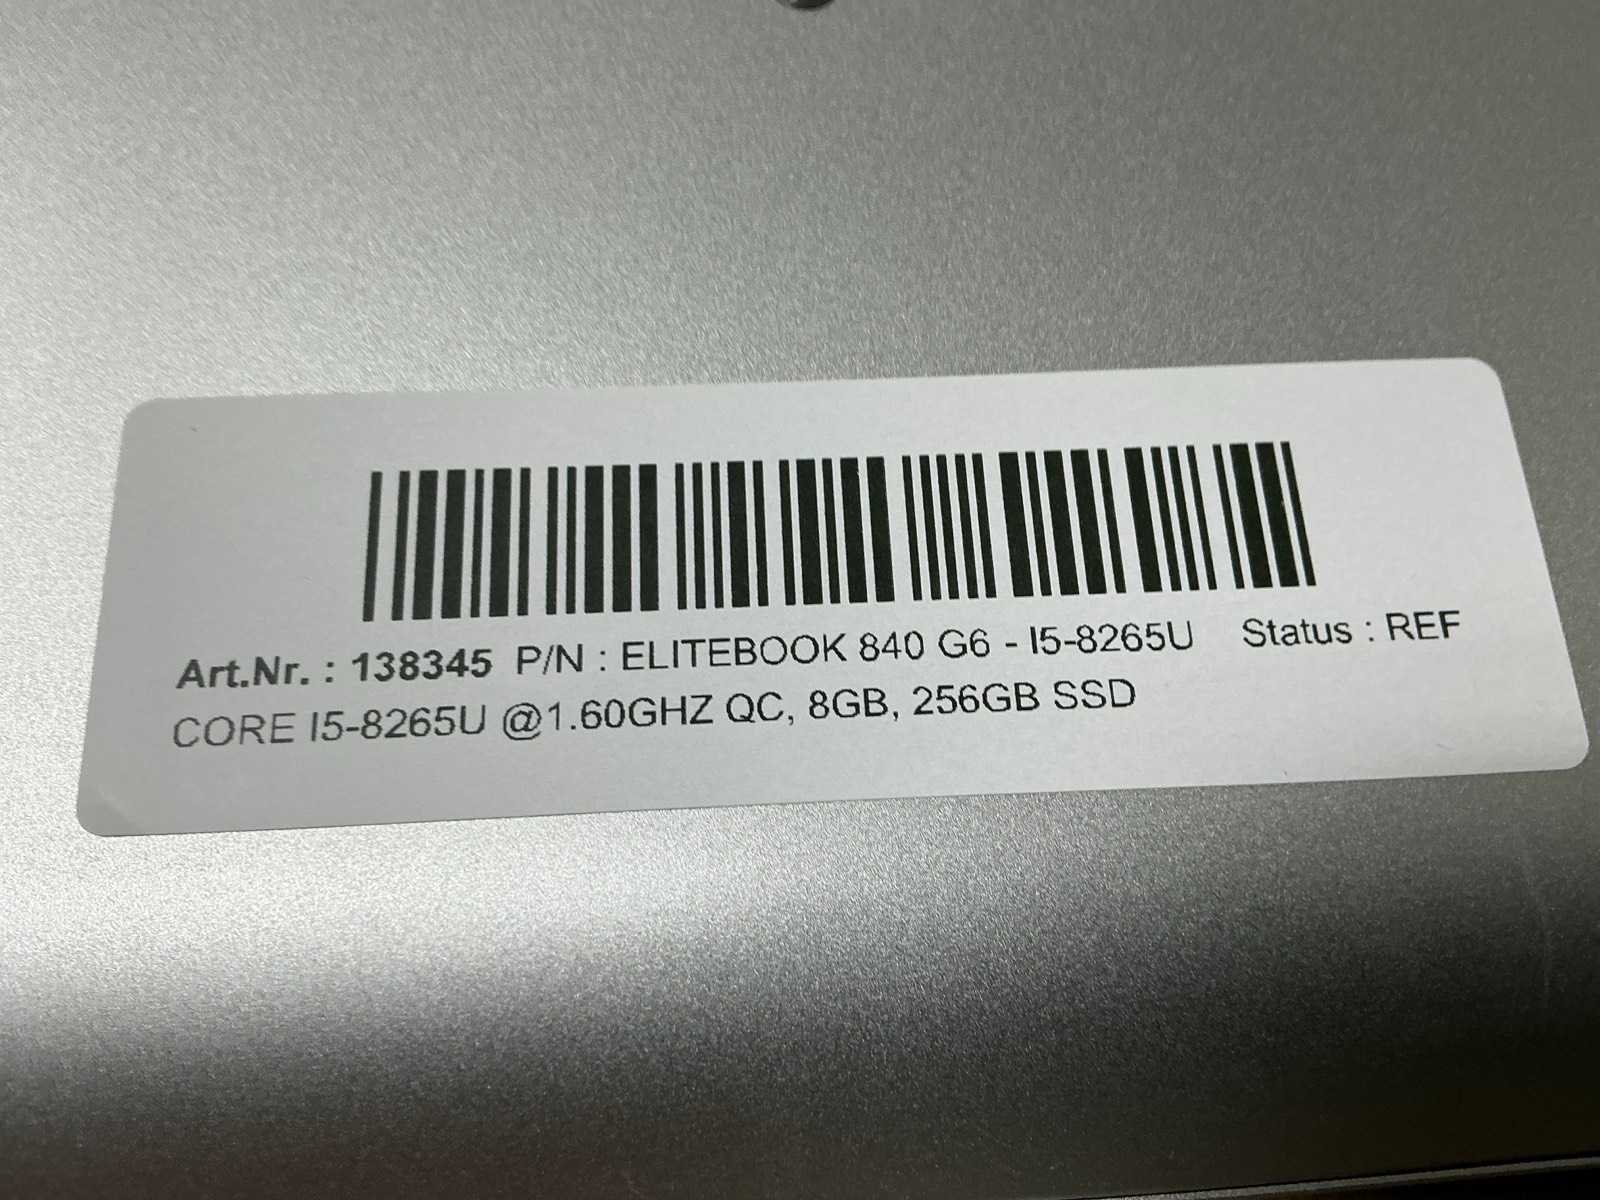 Art.Nr. : 138345 P/N : ELITEBOOK 840 G6 - I5-8265U Status : REF
CORE I5-8265U @1.60GHZ QC, 8GB, 256GB SSD